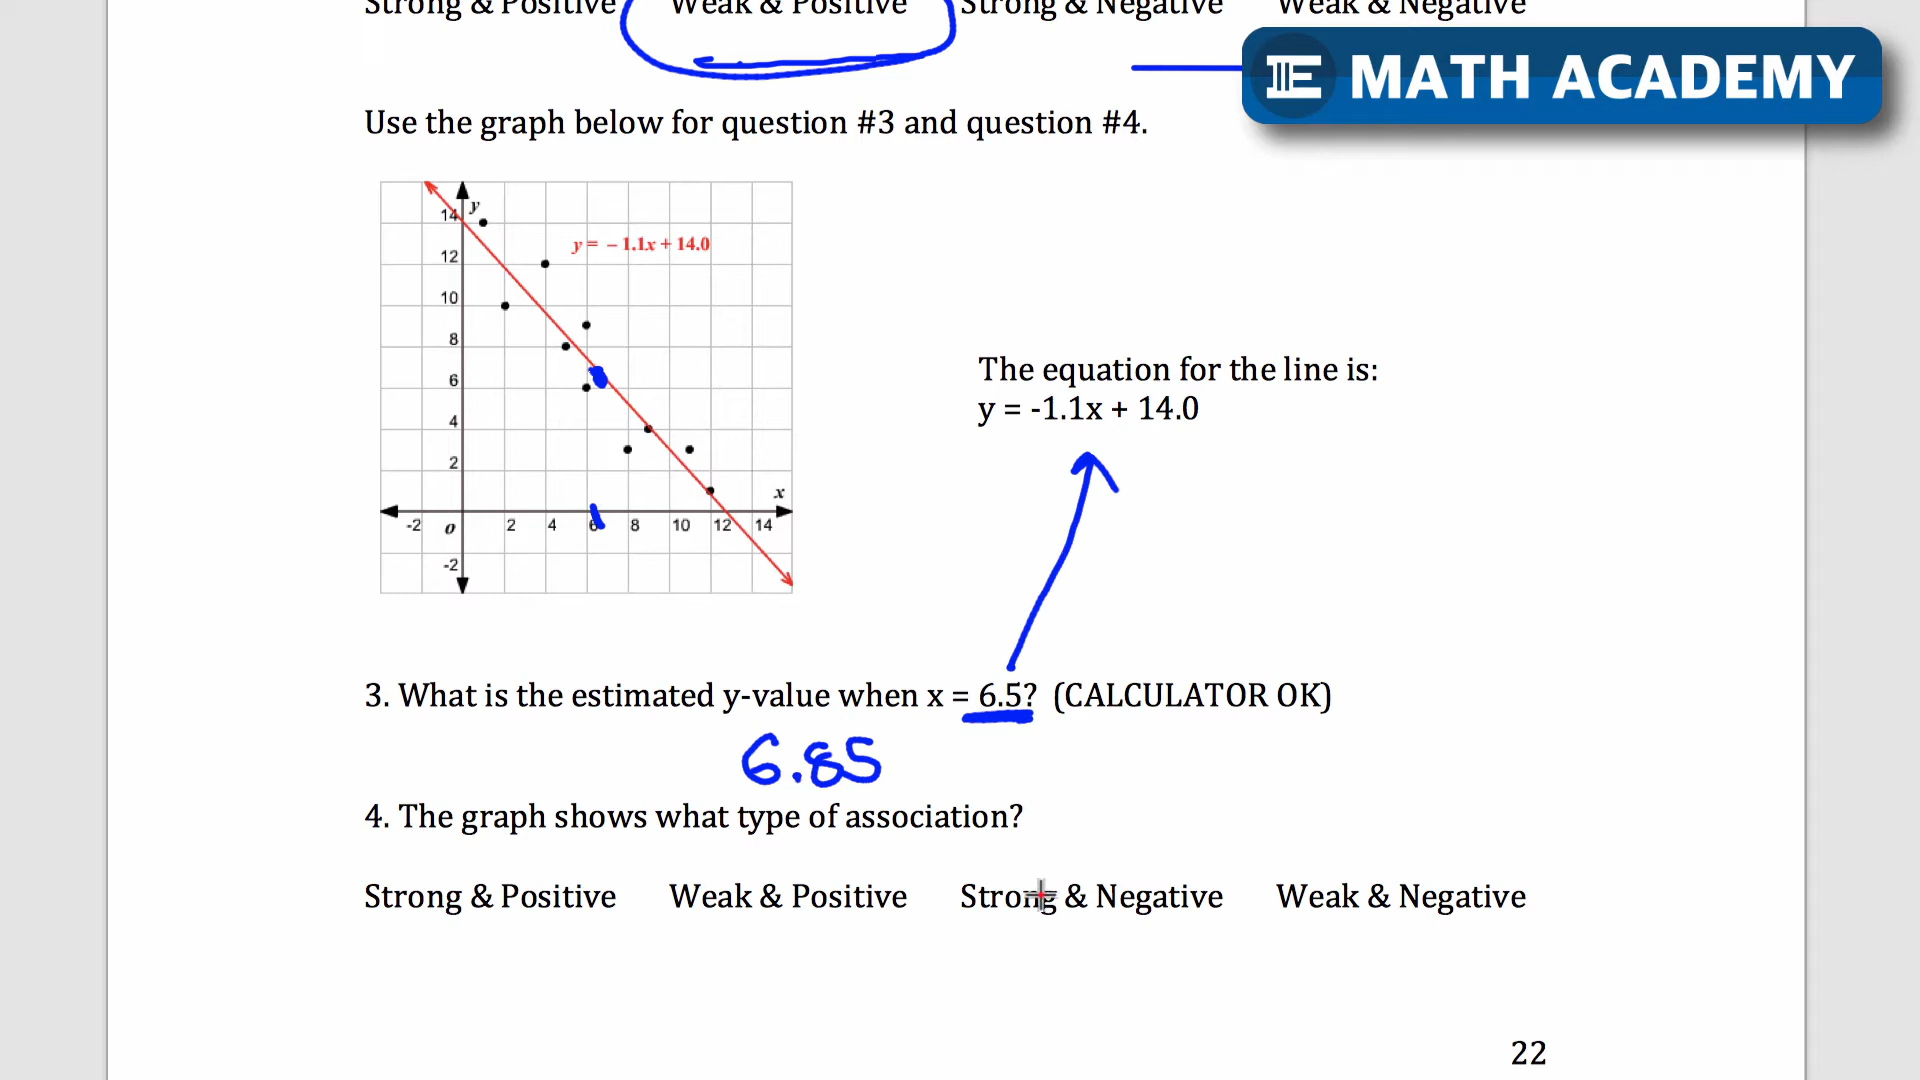 Strong & Positive Weak & Positive Strong & Negative Weak & Negative
MATH ACADEMY
Use the graph below for question #3 and question #4.
y
14
y = – 1.1x + 14.0
12
10
8
6
4
2
x
-2 o 2 4 6 8 10 12 14
-2
The equation for the line is:
y = -1.1x + 14.0
3. What is the estimated y-value when x = 6.5? (CALCULATOR OK)
6.85
4. The graph shows what type of association?
Strong & Positive Weak & Positive Strong & Negative Weak & Negative
22